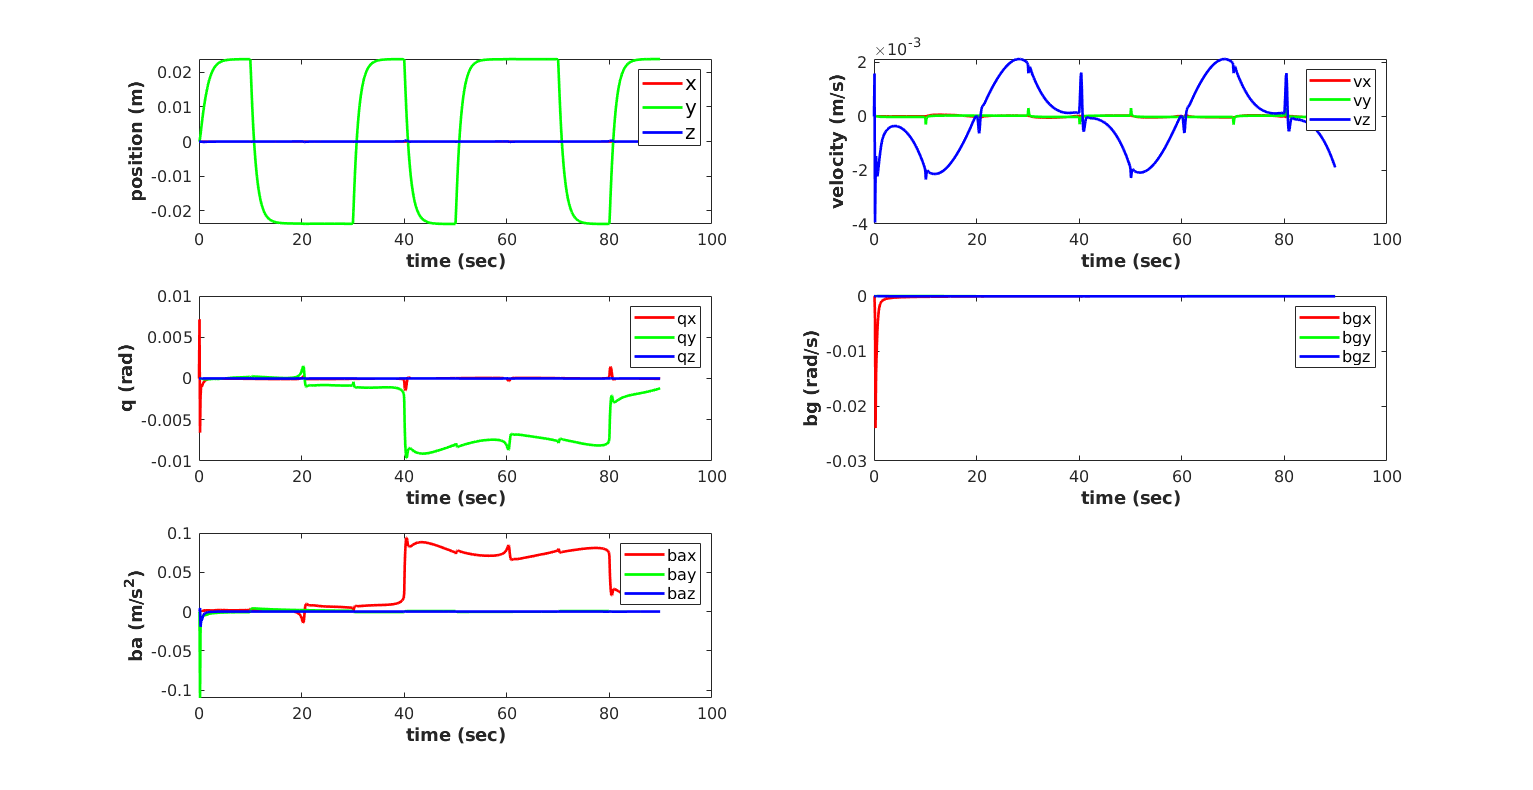 position (m)
0.02
0.01
0
-0.01
-0.02
0 20 40 60 80 100
time (sec)
x
y
z
×10-3
velocity (m/s)
2
0
-2
-4
0 20 40 60 80 100
time (sec)
vx
vy
vz
q (rad)
0.01
0.005
0
-0.005
-0.01
0 20 40 60 80 100
time (sec)
qx
qy
qz
bg (rad/s)
0
-0.01
-0.02
-0.03
0 20 40 60 80 100
time (sec)
bgx
bgy
bgz
ba (m/s2)
0.1
0.05
0
-0.05
-0.1
0 20 40 60 80 100
time (sec)
bax
bay
baz